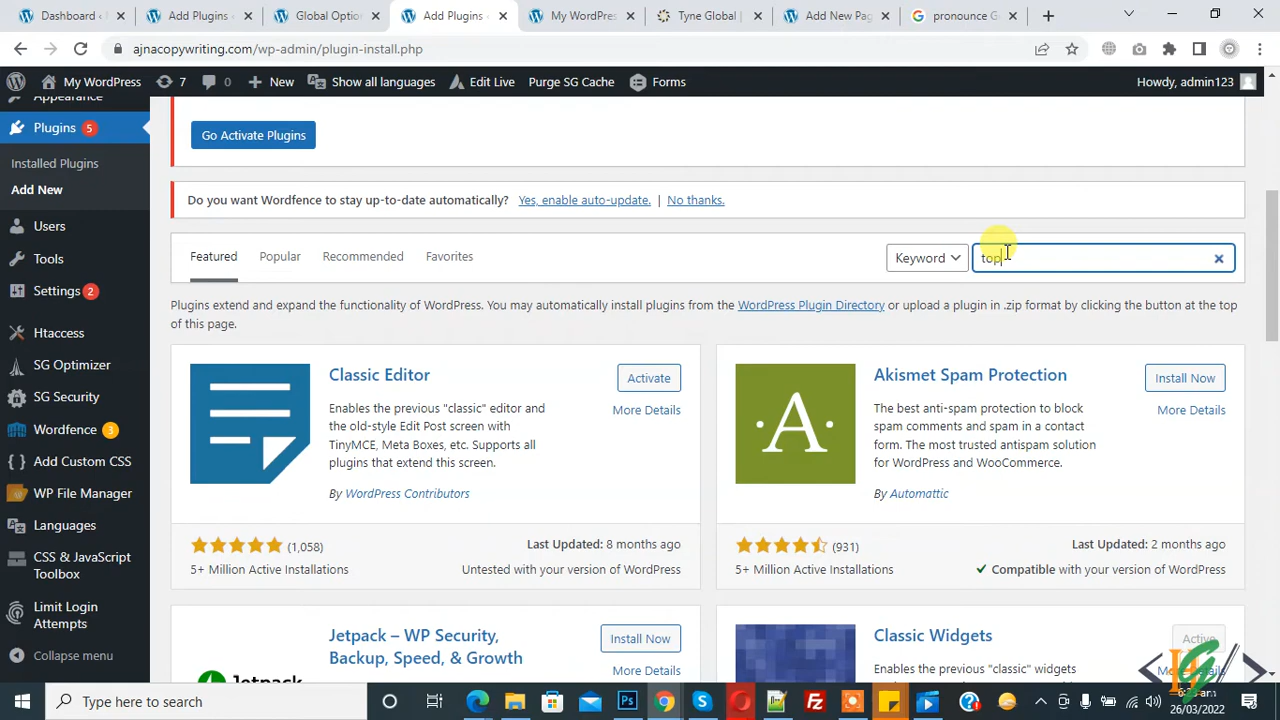 Dashboard ‹
Add Plugins ‹
Global Optio
Add Plugins ‹
My WordPres
Tyne Global |
Add New Pag
pronounce G
ajnacopywriting.com/wp-admin/plugin-install.php
My WordPress
7
0
New
Show all languages
Edit Live
Purge SG Cache
Forms
Howdy, admin123
Appearance
Plugins 5
Installed Plugins
Add New
Users
Tools
Settings 2
Htaccess
SG Optimizer
SG Security
Wordfence 3
Add Custom CSS
WP File Manager
Languages
CSS & JavaScript
Toolbox
Limit Login
Attempts
Collapse menu
Go Activate Plugins
Do you want Wordfence to stay up-to-date automatically? Yes, enable auto-update. | No thanks.
Featured
Popular
Recommended
Favorites
Keyword
top
Plugins extend and expand the functionality of WordPress. You may automatically install plugins from the WordPress Plugin Directory or upload a plugin in .zip format by clicking the button at the top
of this page.
Classic Editor
Activate
More Details
Enables the previous "classic" editor and
the old-style Edit Post screen with
TinyMCE, Meta Boxes, etc. Supports all
plugins that extend this screen.
By WordPress Contributors
(1,058)
5+ Million Active Installations
Last Updated: 8 months ago
Untested with your version of WordPress
Akismet Spam Protection
Install Now
More Details
The best anti-spam protection to block
spam comments and spam in a contact
form. The most trusted antispam solution
for WordPress and WooCommerce.
By Automattic
(931)
5+ Million Active Installations
Last Updated: 2 months ago
Compatible with your version of WordPress
Jetpack – WP Security,
Backup, Speed, & Growth
Install Now
More Details
Jetpack
Classic Widgets
Enables the previous "classic" widgets
Type here to search
26/03/2022